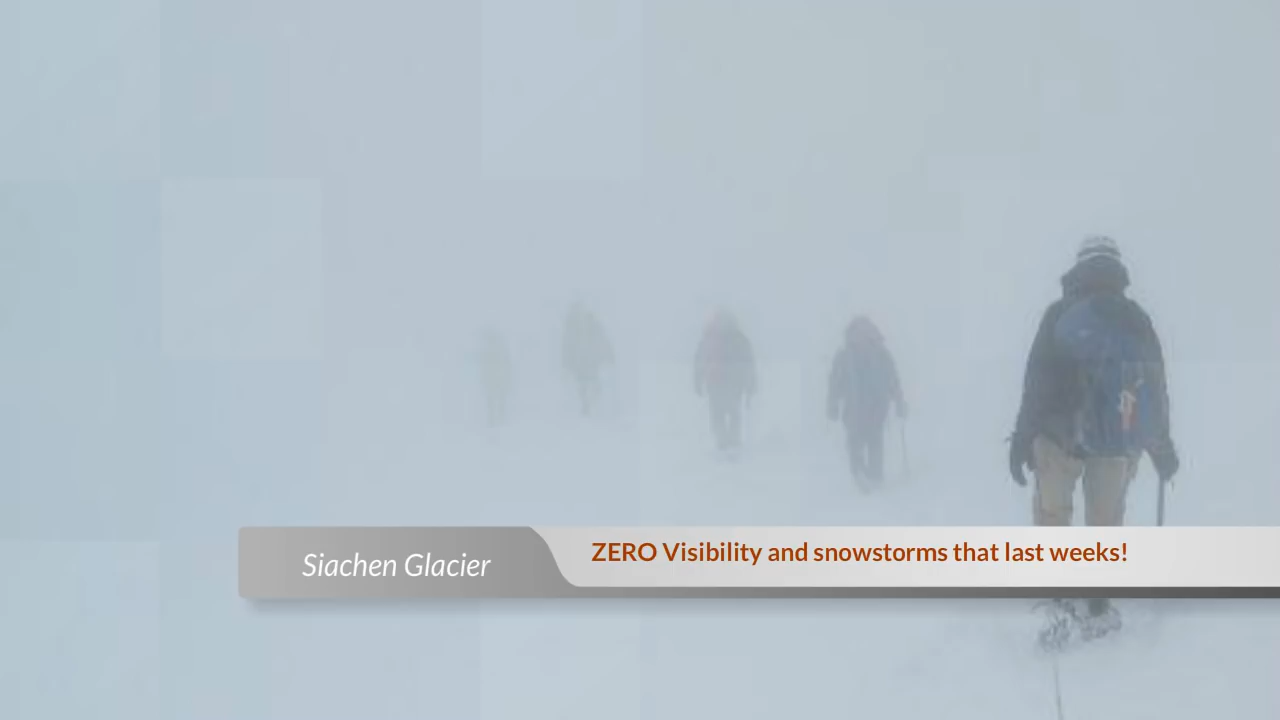 Siachen Glacier
ZERO Visibility and snowstorms that last weeks!